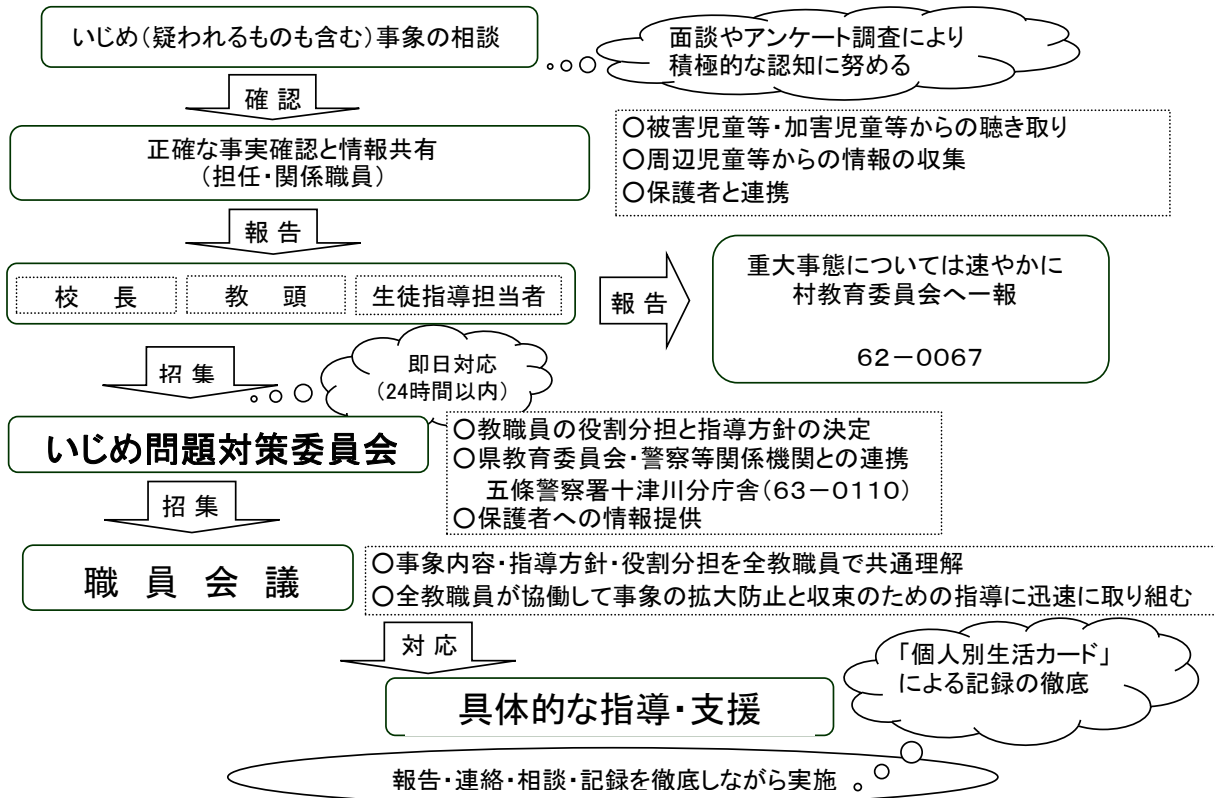 いじめ(疑われるものも含む)事象の相談
面談やアンケート調査により
積極的な認知に努める
確 認
正確な事実確認と情報共有
(担任・関係職員)
○被害児童等・加害児童等からの聴き取り
○周辺児童等からの情報の収集
○保護者と連携
報 告
校 長
教 頭
生徒指導担当者
報 告
重大事態については速やかに
村教育委員会へ一報
62-0067
招 集
即日対応
(24時間以内)
いじめ問題対策委員会
○教職員の役割分担と指導方針の決定
○県教育委員会・警察等関係機関との連携
五條警察署十津川分庁舎(63-0110)
○保護者への情報提供
招 集
職 員 会 議
○事象内容・指導方針・役割分担を全教職員で共通理解
○全教職員が協働して事象の拡大防止と収束のための指導に迅速に取り組む
対 応
「個人別生活カード」
による記録の徹底
具体的な指導・支援
報告・連絡・相談・記録を徹底しながら実施